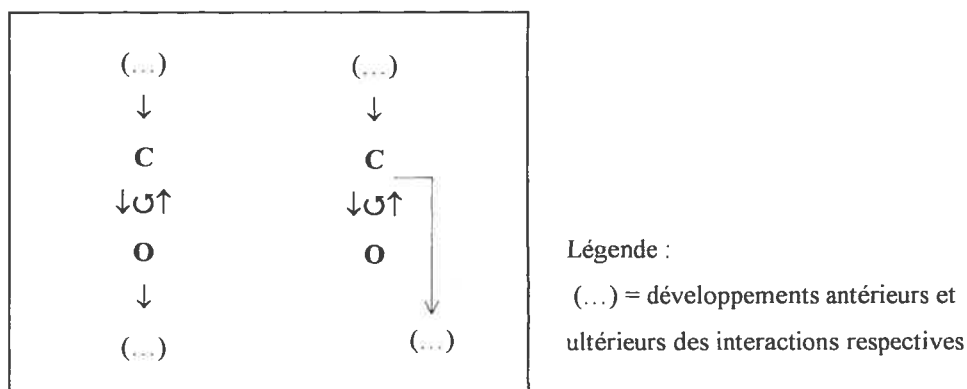 (...) (...)
↓ ↓
C C
↓↺↑ ↓↺↑
O O
↓
(...) (...)
Légende :
(...) = développements antérieurs et
ultérieurs des interactions respectives